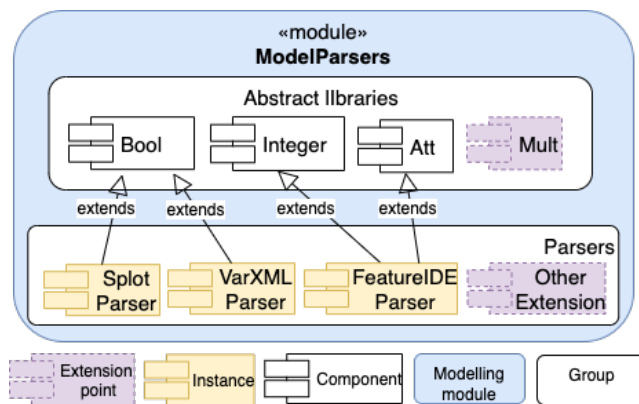 «module»
ModelParsers
Abstract lIbraries
Bool
Integer
Att
Mult
extends
extends
extends
extends
Parsers
Splot
Parser
VarXML
Parser
FeatureIDE
Parser
Other
Extension
Extension
point
Instance
Component
Modelling
module
Group